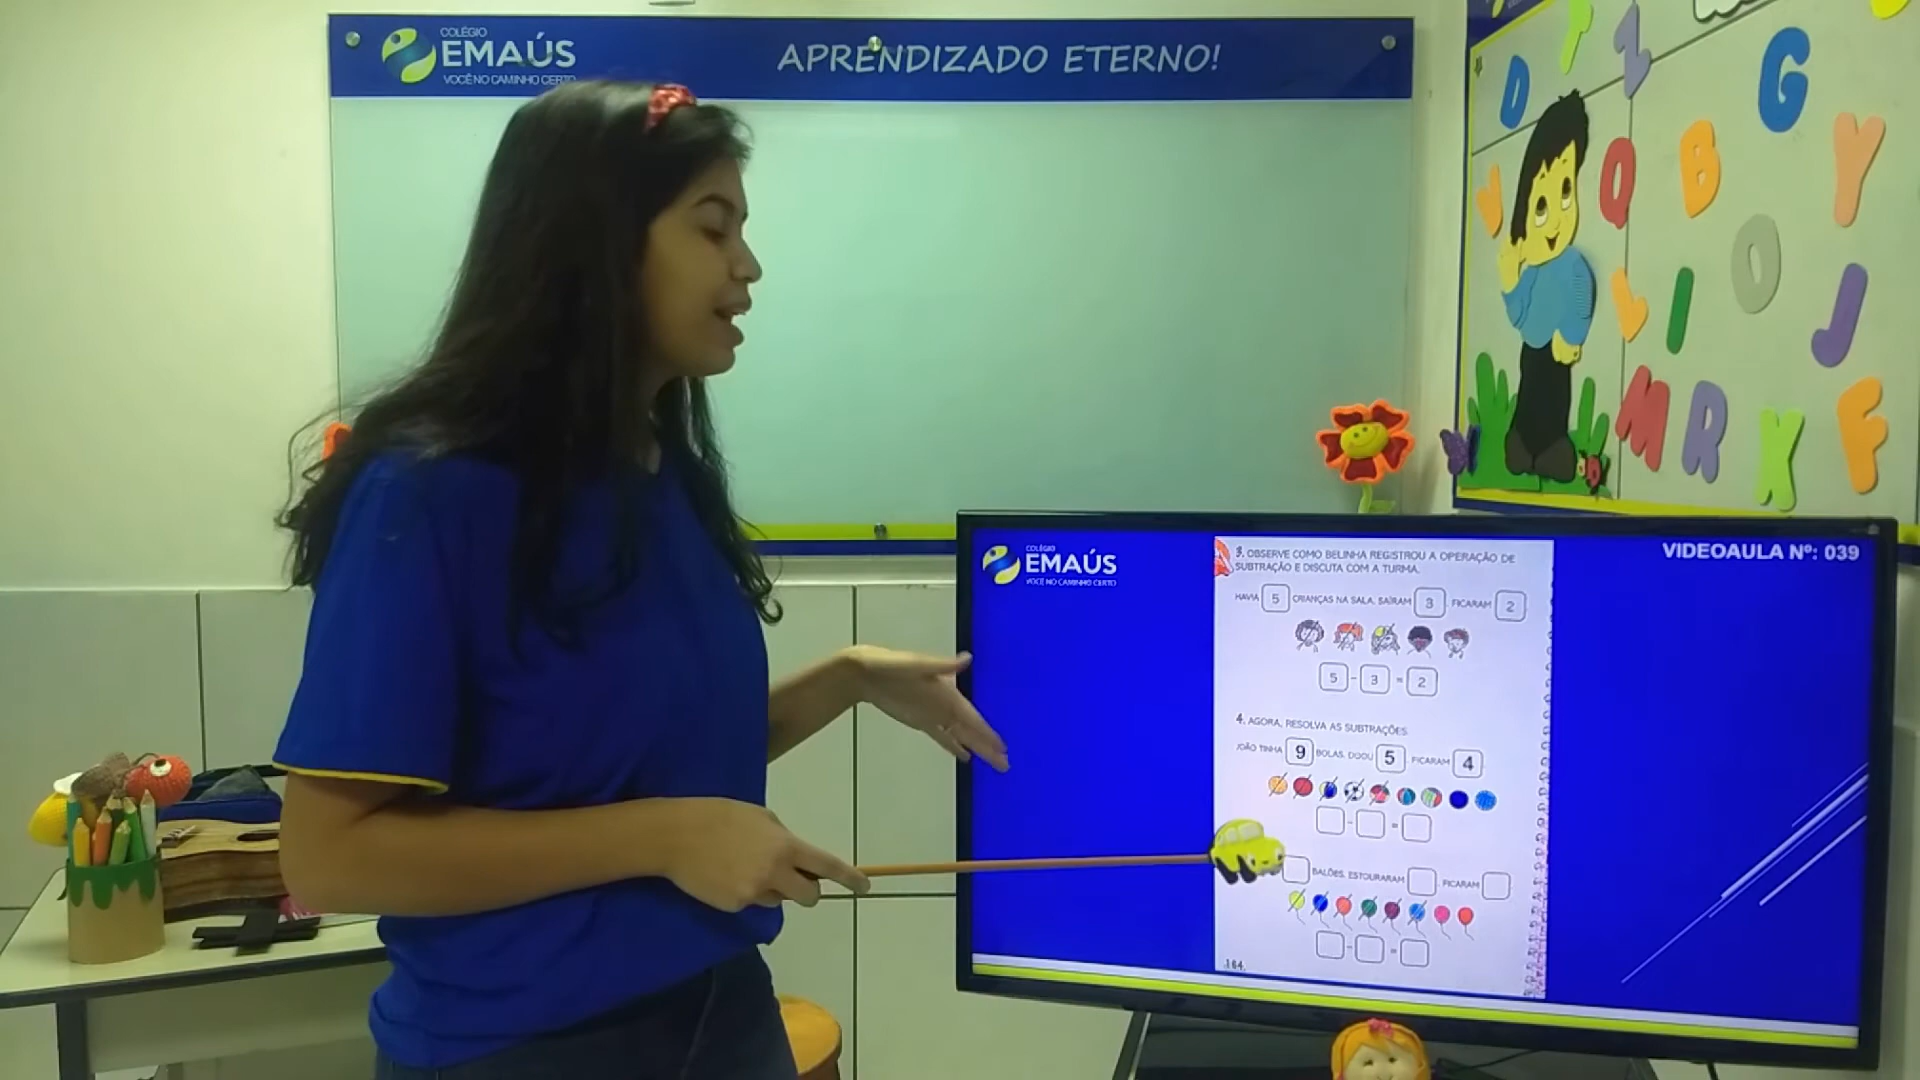 COLÉGIO
EMAÚS
VOCÊ NO CAMINHO CERTO
APRENDIZADO ETERNO!
D
Z
G
V
Q
B
Y
O
L
I
J
M
R
X
F
COLÉGIO
EMAÚS
VOCÊ NO CAMINHO CERTO
VIDEOAULA Nº: 039
3. OBSERVE COMO BELINHA REGISTROU A OPERAÇÃO DE
SUBTRAÇÃO E DISCUTA COM A TURMA.
HAVIA 5 CRIANÇAS NA SALA, SAÍRAM 3. FICARAM 2
5 - 3 = 2
4. AGORA, RESOLVA AS SUBTRAÇÕES.
JOÃO TINHA 9 BOLAS. DOOU 5. FICARAM 4
- =
BALÕES, ESTOURARAM . FICARAM
- =
164